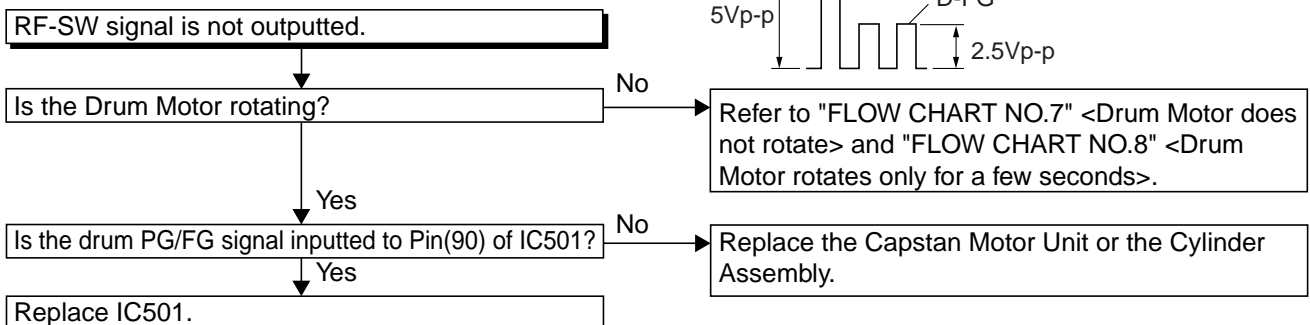 RF-SW signal is not outputted.
5Vp-p
D-FG
2.5Vp-p
Is the Drum Motor rotating?
No
Refer to "FLOW CHART NO.7" <Drum Motor does
not rotate> and "FLOW CHART NO.8" <Drum
Motor rotates only for a few seconds>.
Yes
Is the drum PG/FG signal inputted to Pin(90) of IC501?
No
Replace the Capstan Motor Unit or the Cylinder
Assembly.
Yes
Replace IC501.